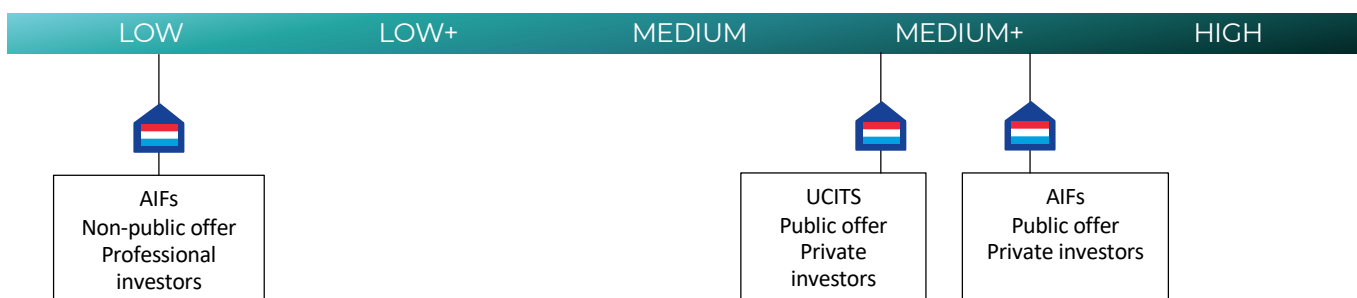 LOW LOW+ MEDIUM MEDIUM+ HIGH
AIFs
Non-public offer
Professional
investors
UCITS
Public offer
Private
investors
AIFs
Public offer
Private investors